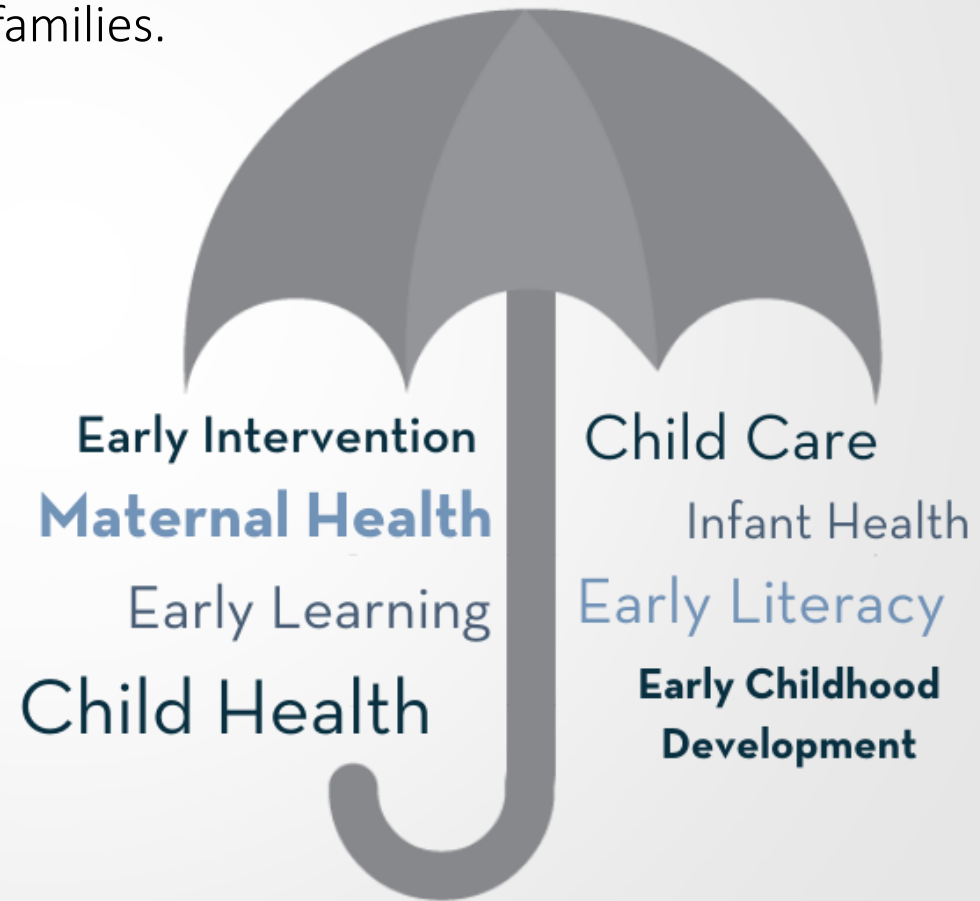 families.
Early Intervention
Maternal Health
Early Learning
Child Health
Child Care
Infant Health
Early Literacy
Early Childhood
Development